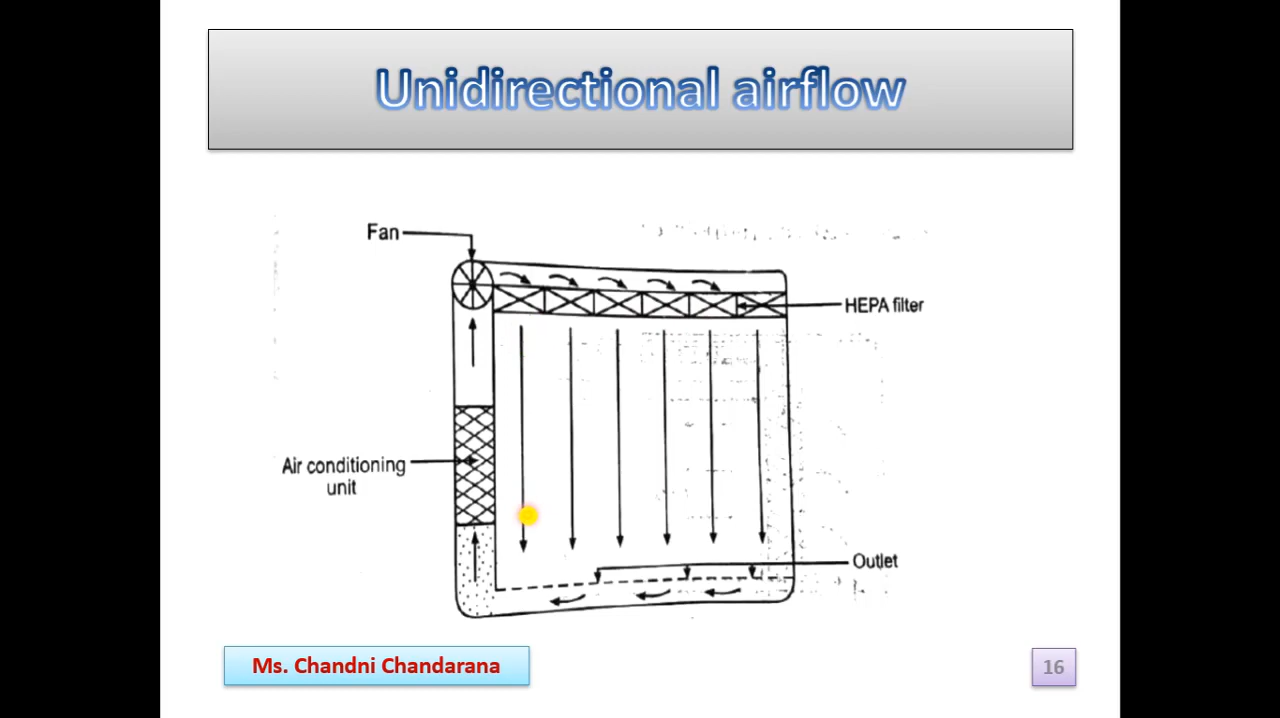 Unidirectional airflow
Fan
HEPA filter
Air conditioning
unit
Outlet
Ms. Chandni Chandarana
16